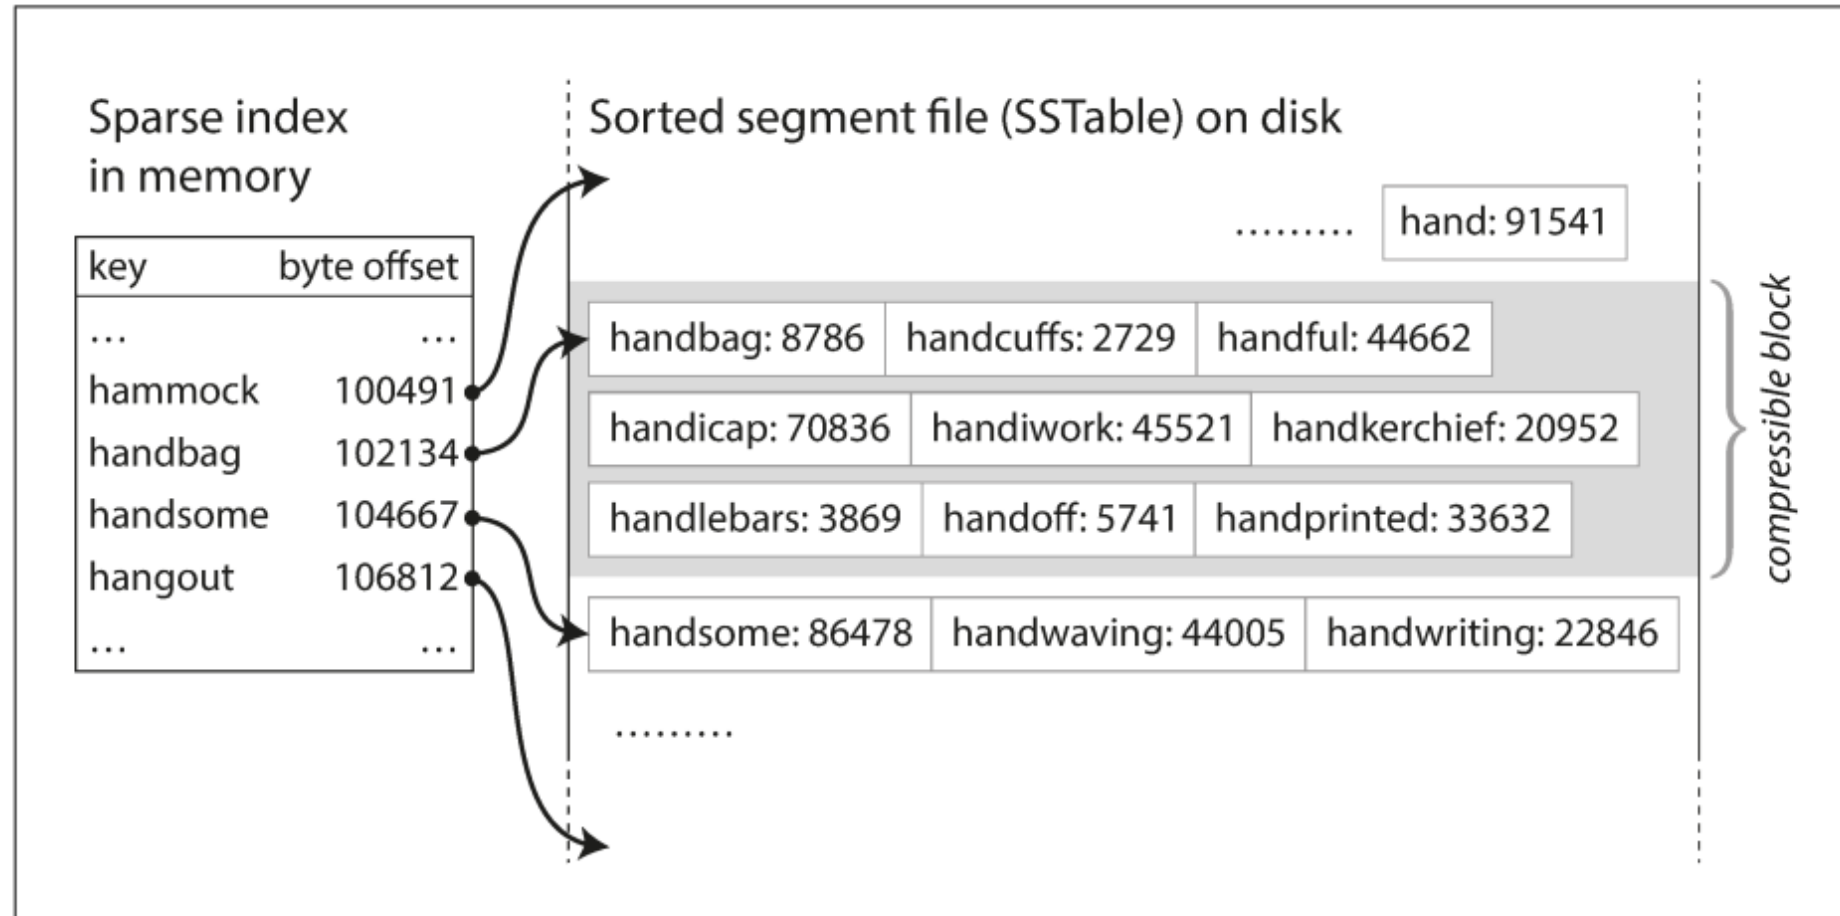 Sparse index
in memory
key byte offset
... ...
hammock 100491
handbag 102134
handsome 104667
hangout 106812
... ...
Sorted segment file (SSTable) on disk
......... hand: 91541
handbag: 8786 handcuffs: 2729 handful: 44662
handicap: 70836 handiwork: 45521 handkerchief: 20952
handlebars: 3869 handoff: 5741 handprinted: 33632
handsome: 86478 handwaving: 44005 handwriting: 22846
.........
compressible block